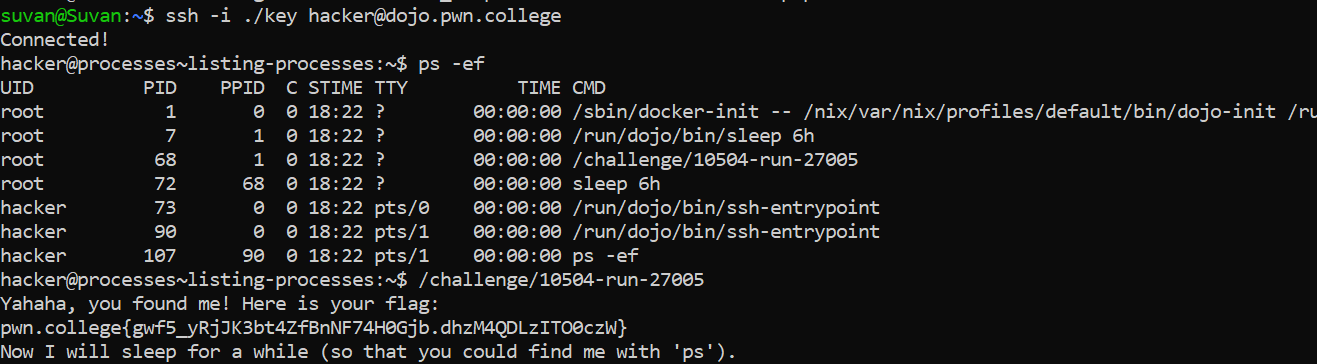 suvan@Suvan:~$ ssh -i ./key hacker@dojo.pwn.college
Connected!
hacker@processes~listing-processes:~$ ps -ef
UID          PID    PPID  C STIME TTY          TIME CMD
root           1       0  0 18:22 ?        00:00:00 /sbin/docker-init -- /nix/var/nix/profiles/default/bin/dojo-init /ru
root           7       1  0 18:22 ?        00:00:00 /run/dojo/bin/sleep 6h
root          68       1  0 18:22 ?        00:00:00 /challenge/10504-run-27005
root          72      68  0 18:22 ?        00:00:00 sleep 6h
hacker        73       0  0 18:22 pts/0    00:00:00 /run/dojo/bin/ssh-entrypoint
hacker        90       0  0 18:22 pts/1    00:00:00 /run/dojo/bin/ssh-entrypoint
hacker       107      90  0 18:22 pts/1    00:00:00 ps -ef
hacker@processes~listing-processes:~$ /challenge/10504-run-27005
Yahaha, you found me! Here is your flag:
pwn.college{gwf5_yRjJK3bt4ZfBnNF74H0Gjb.dhzM4QDLzITO0czW}
Now I will sleep for a while (so that you could find me with 'ps').